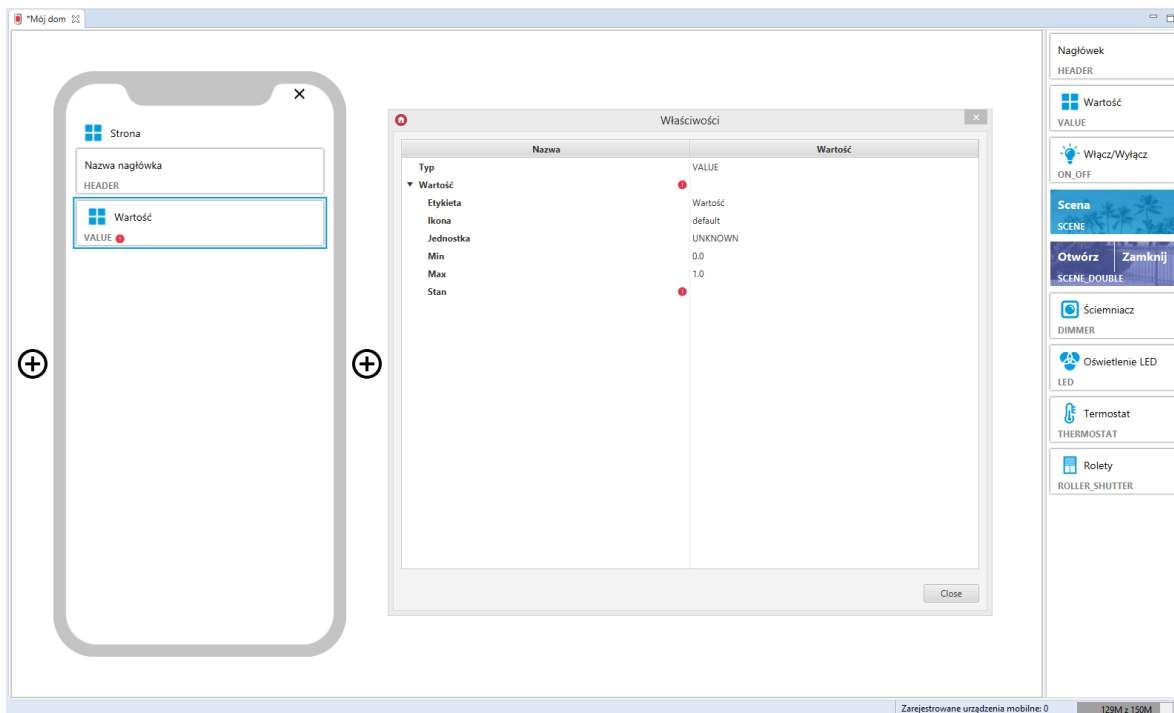 *Mój dom
Strona
Nazwa nagłówka
HEADER
Wartość
VALUE
Właściwości
Nazwa Wartość
Typ VALUE
Wartość
Etykieta Wartość
Ikona default
Jednostka UNKNOWN
Min 0.0
Max 1.0
Stan
Close
Nagłówek
HEADER
Wartość
VALUE
Włącz/Wyłącz
ON_OFF
Scena
SCENE
Otwórz Zamknij
SCENE_DOUBLE
Ściemniacz
DIMMER
Oświetlenie LED
LED
Termostat
THERMOSTAT
Rolety
ROLLER_SHUTTER
Zarejestrowane urządzenia mobilne: 0 129M z 150M